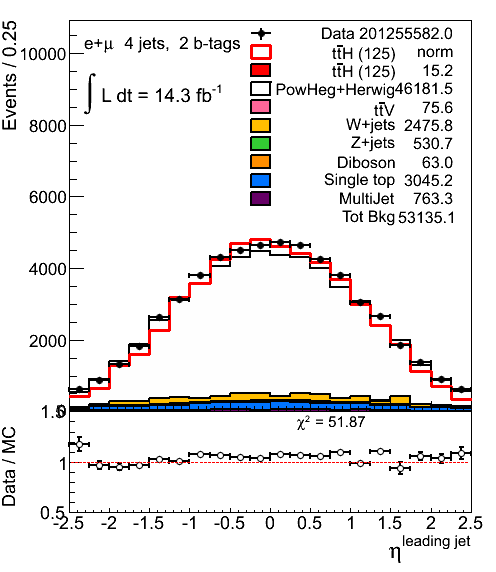 Events / 0.25
10000
8000
6000
4000
2000
0
e+μ 4 jets, 2 b-tags
∫ L dt = 14.3 fb⁻¹
Data 201255582.0
tt̄H (125) norm
tt̄H (125) 15.2
PowHeg+Herwig46181.5
tt̄V 75.6
W+jets 2475.8
Z+jets 530.7
Diboson 63.0
Single top 3045.2
MultiJet 763.3
Tot Bkg 53135.1
Data / MC
1.5
1
0.5
χ² = 51.87
-2.5 -2 -1.5 -1 -0.5 0 0.5 1 1.5 2 2.5
η^leading jet